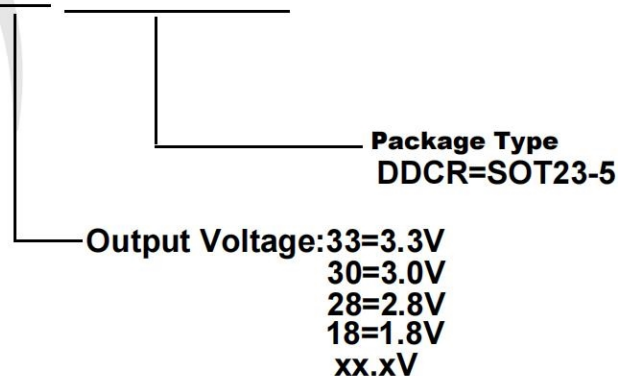 Package Type
DDCR=SOT23-5
Output Voltage:33=3.3V
30=3.0V
28=2.8V
18=1.8V
xx.xV